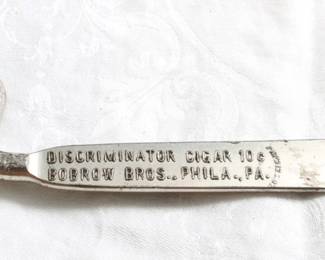 DISCRIMINATOR CIGAR 10¢
BOBROW BROS., PHILA., PA.